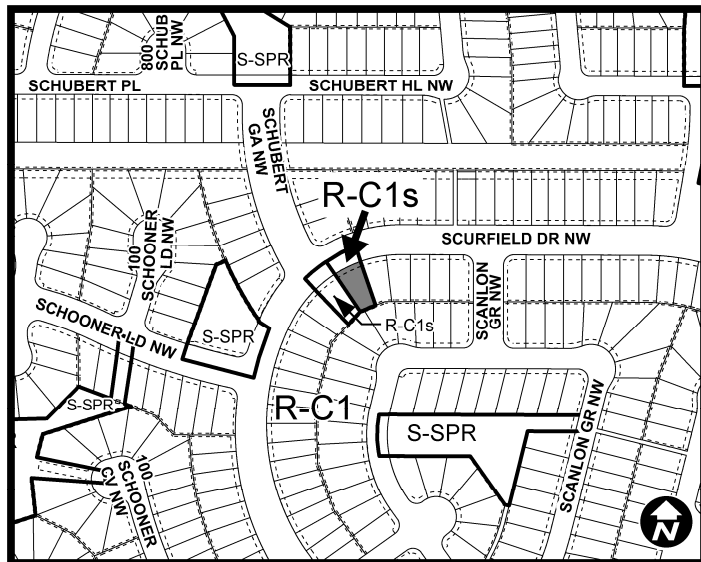 800
SCHUB
PL NW
S-SPR
SCHUBERT PL
SCHUBERT HL NW
SCHUBERT
GA NW
R-C1s
100
SCHOONER
LD NW
SCURFIELD DR NW
SCANLON
GR NW
SCHOONER LD NW
S-SPR
R-C1s
S-SPR
R-C1
S-SPR
SCANLON GR NW
100
SCHOONER
CV NW
N